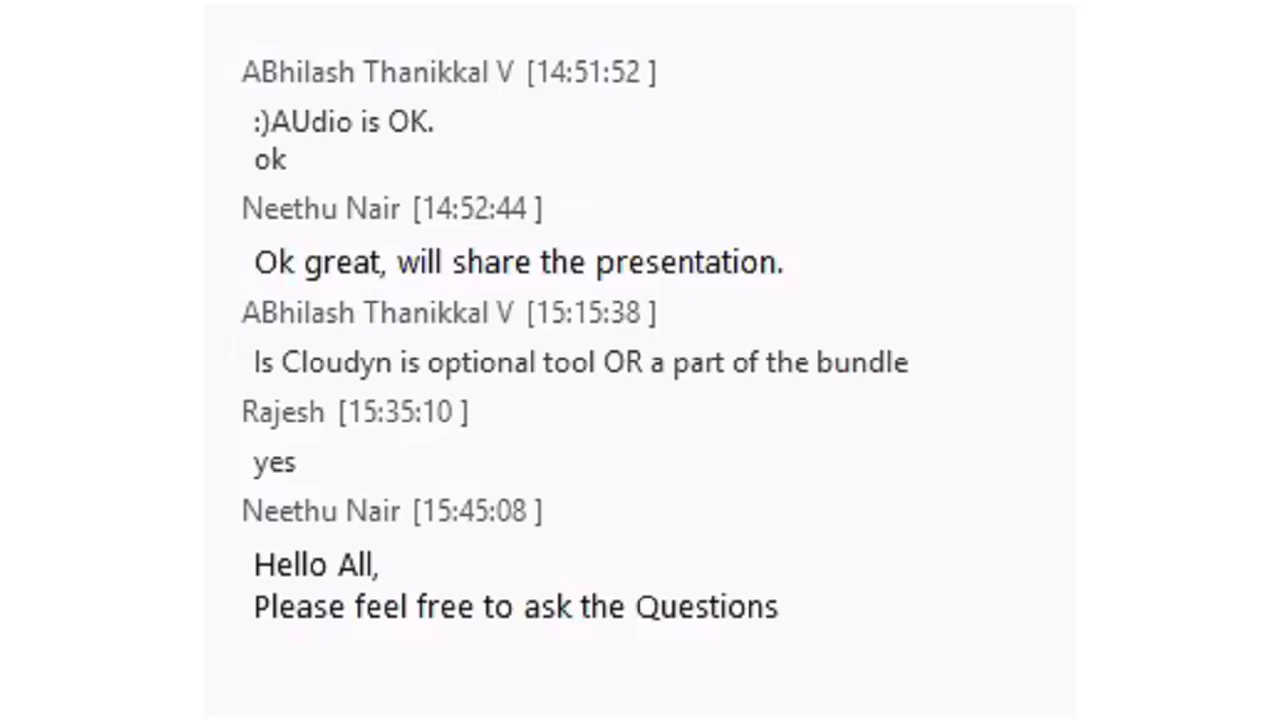 ABhilash Thanikkal V [14:51:52 ]
:)AUdio is OK.
ok
Neethu Nair [14:52:44 ]
Ok great, will share the presentation.
ABhilash Thanikkal V [15:15:38 ]
Is Cloudyn is optional tool OR a part of the bundle
Rajesh [15:35:10 ]
yes
Neethu Nair [15:45:08 ]
Hello All,
Please feel free to ask the Questions